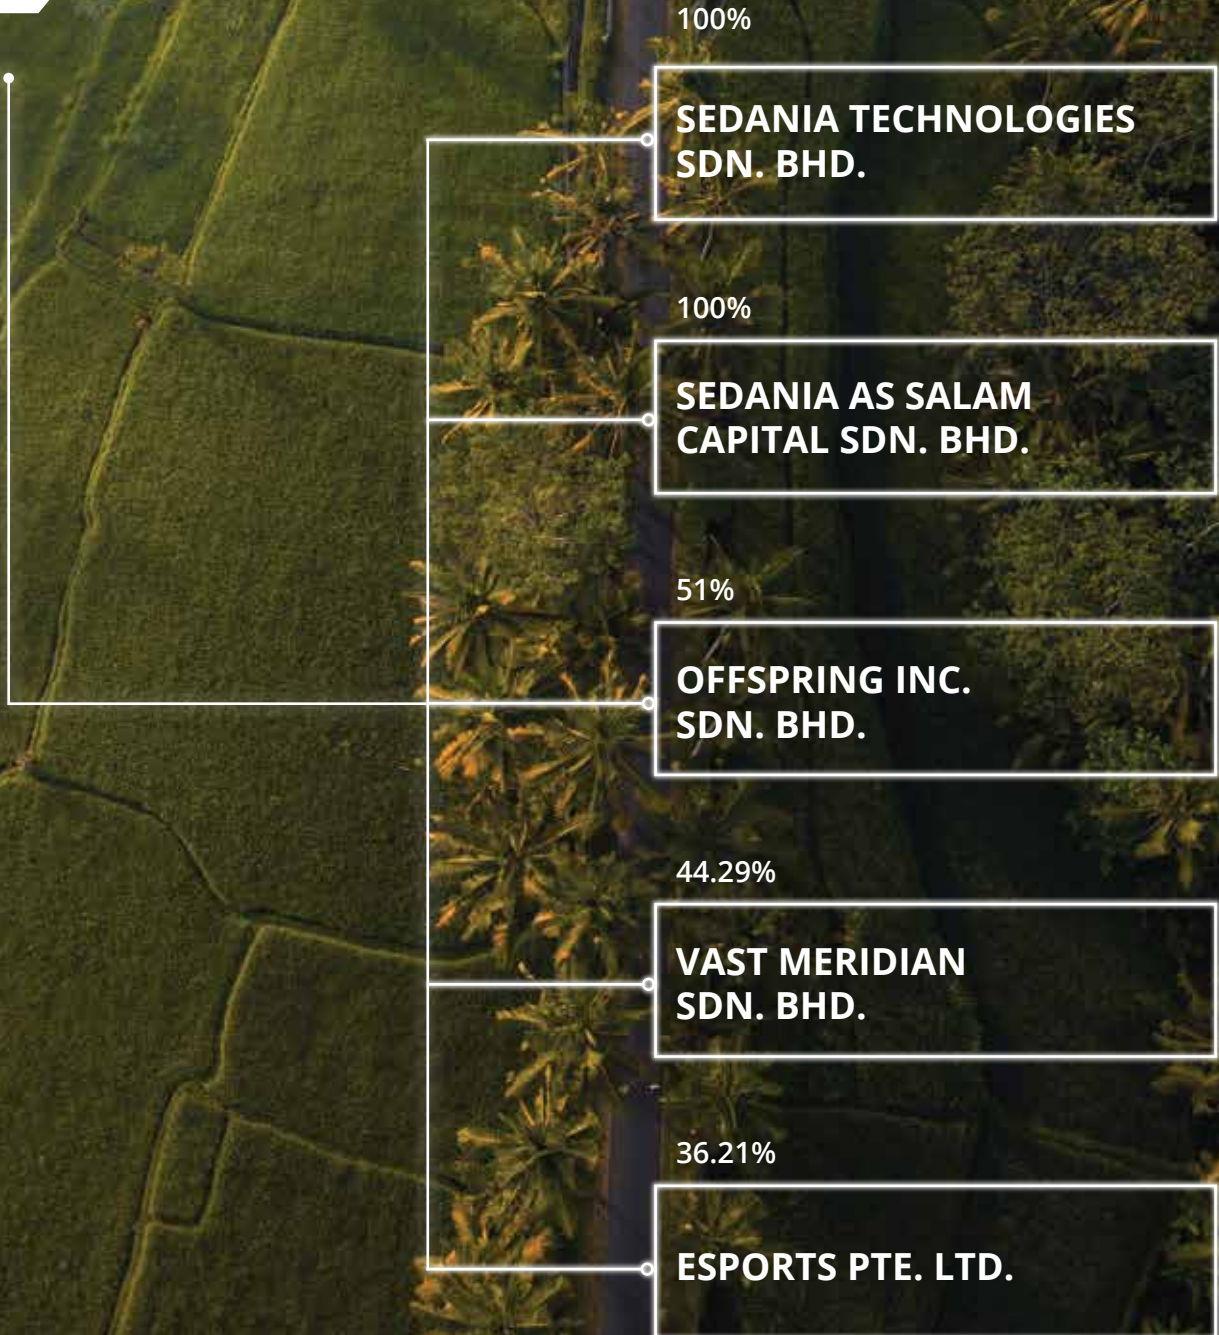 100%
SEDANIA TECHNOLOGIES
SDN. BHD.
100%
SEDANIA AS SALAM
CAPITAL SDN. BHD.
51%
OFFSPRING INC.
SDN. BHD.
44.29%
VAST MERIDIAN
SDN. BHD.
36.21%
ESPORTS PTE. LTD.